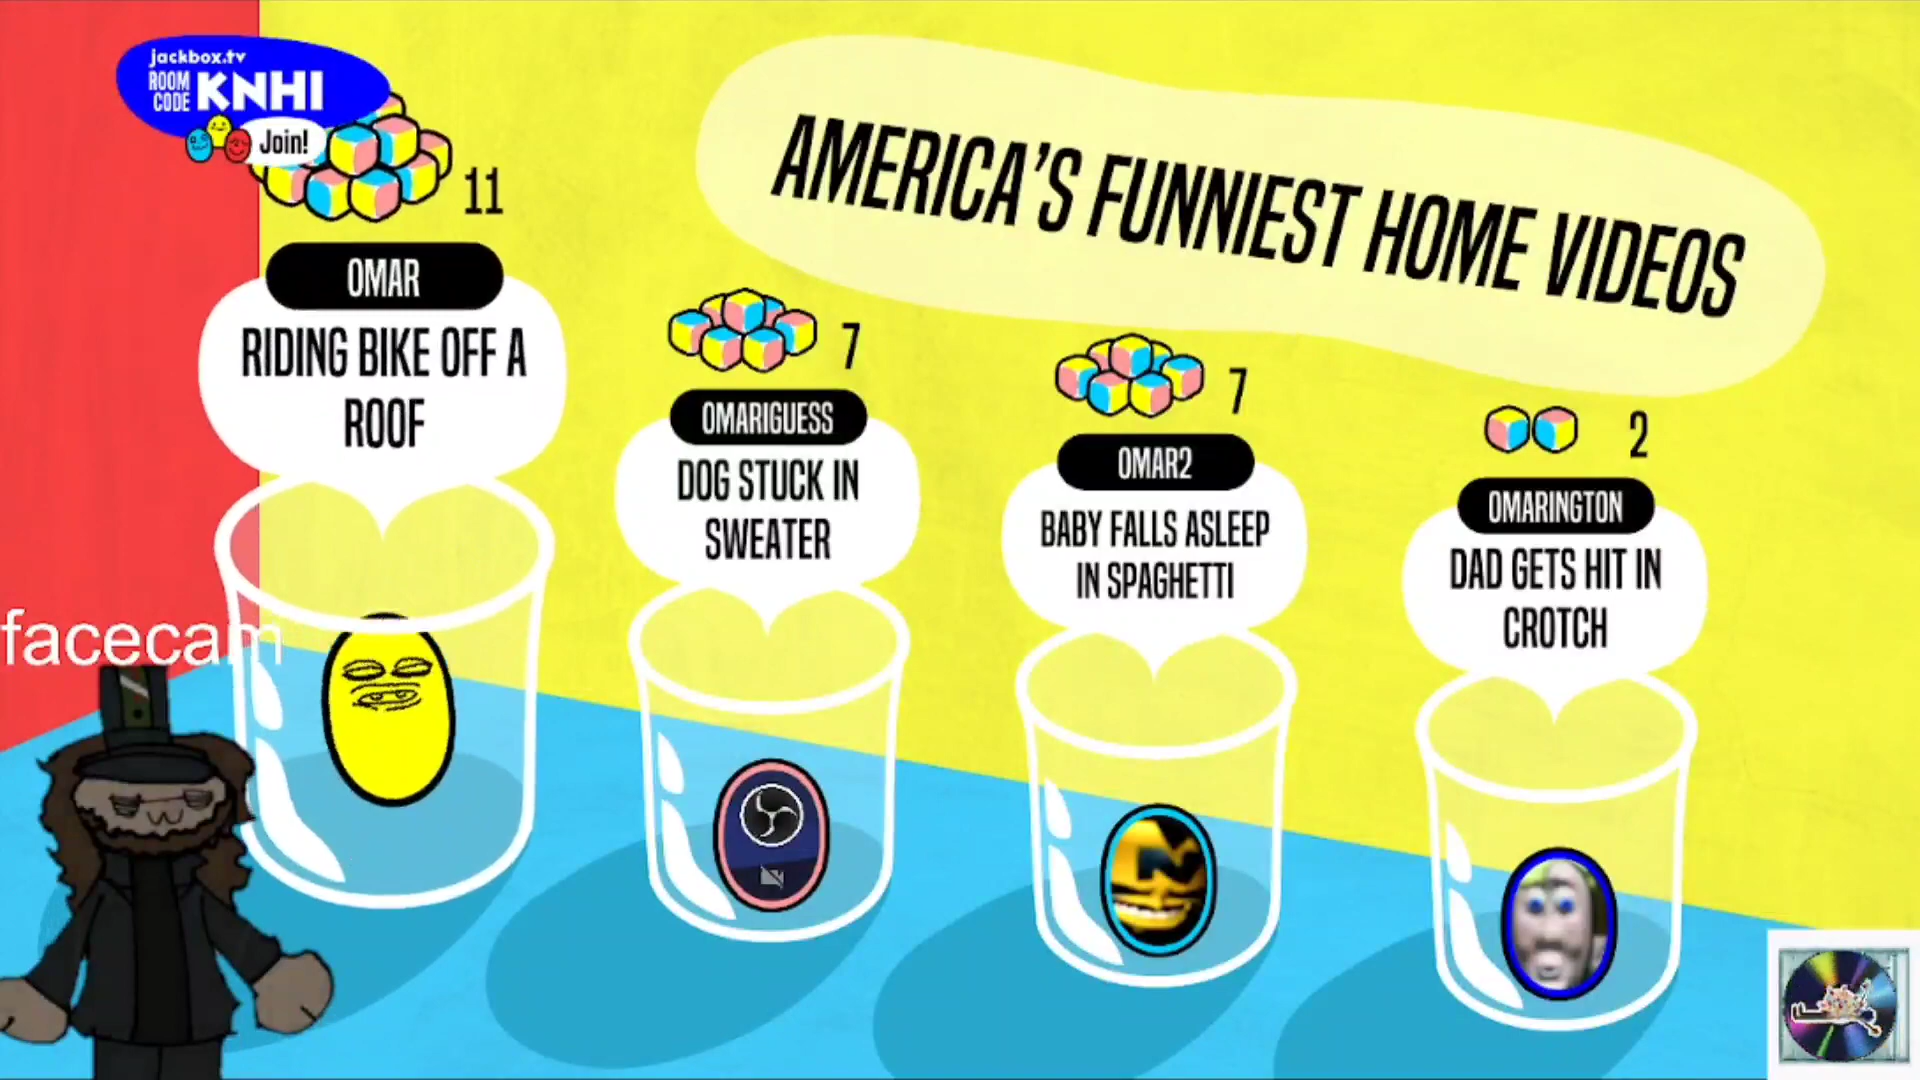 jackbox.tv
ROOM
CODE
KNHI
Join!
AMERICA'S FUNNIEST HOME VIDEOS
11
OMAR
RIDING BIKE OFF A
ROOF
7
OMARIGUESS
DOG STUCK IN
SWEATER
7
OMAR2
BABY FALLS ASLEEP
IN SPAGHETTI
2
OMARINGTON
DAD GETS HIT IN
CROTCH
facecam